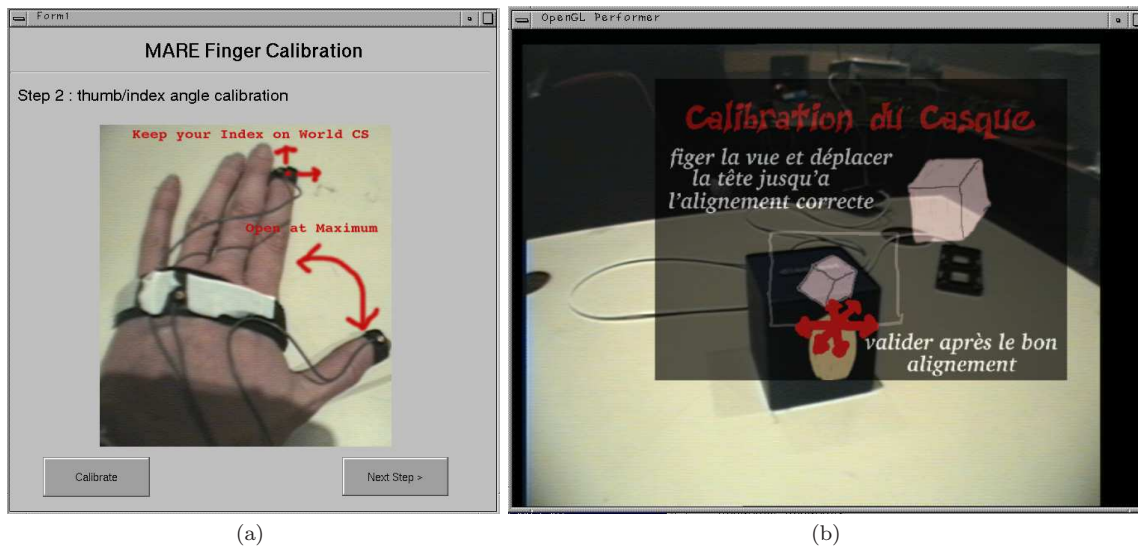 Form1
MARE Finger Calibration
Step 2 : thumb/index angle calibration
Keep your Index on World CS
Open at Maximum
Calibrate
Next Step >
(a)
OpenGL Performer
Calibration du Casque
figer la vue et déplacer
la tête jusqu'a
l'alignement correcte
valider après le bon
alignement
(b)